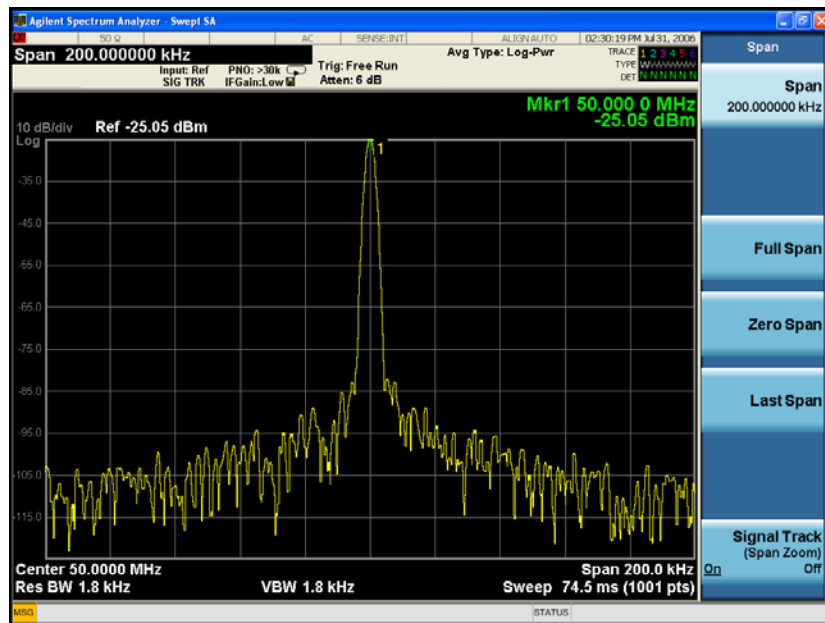 Agilent Spectrum Analyzer - Swept SA
50 Ω AC SENSE:INT ALIGN AUTO 02:30:19 PM Jul 31, 2006
Span 200.000000 kHz
Input: Ref PNO: >30k Trig: Free Run Avg Type: Log-Pwr TRACE 1 2 3 4 5 6
SIG TRK IFGain:Low Atten: 6 dB TYPE WWWWWW
DET N N N N N N
Mkr1 50.000 0 MHz
-25.05 dBm
10 dB/div Ref -25.05 dBm
Log
1
-35.0
-45.0
-55.0
-65.0
-75.0
-85.0
-95.0
-105.0
-115.0
Center 50.0000 MHz Span 200.0 kHz
Res BW 1.8 kHz VBW 1.8 kHz Sweep 74.5 ms (1001 pts)
MSG STATUS
Span
Span
200.000000 kHz
Full Span
Zero Span
Last Span
Signal Track
(Span Zoom)
On Off